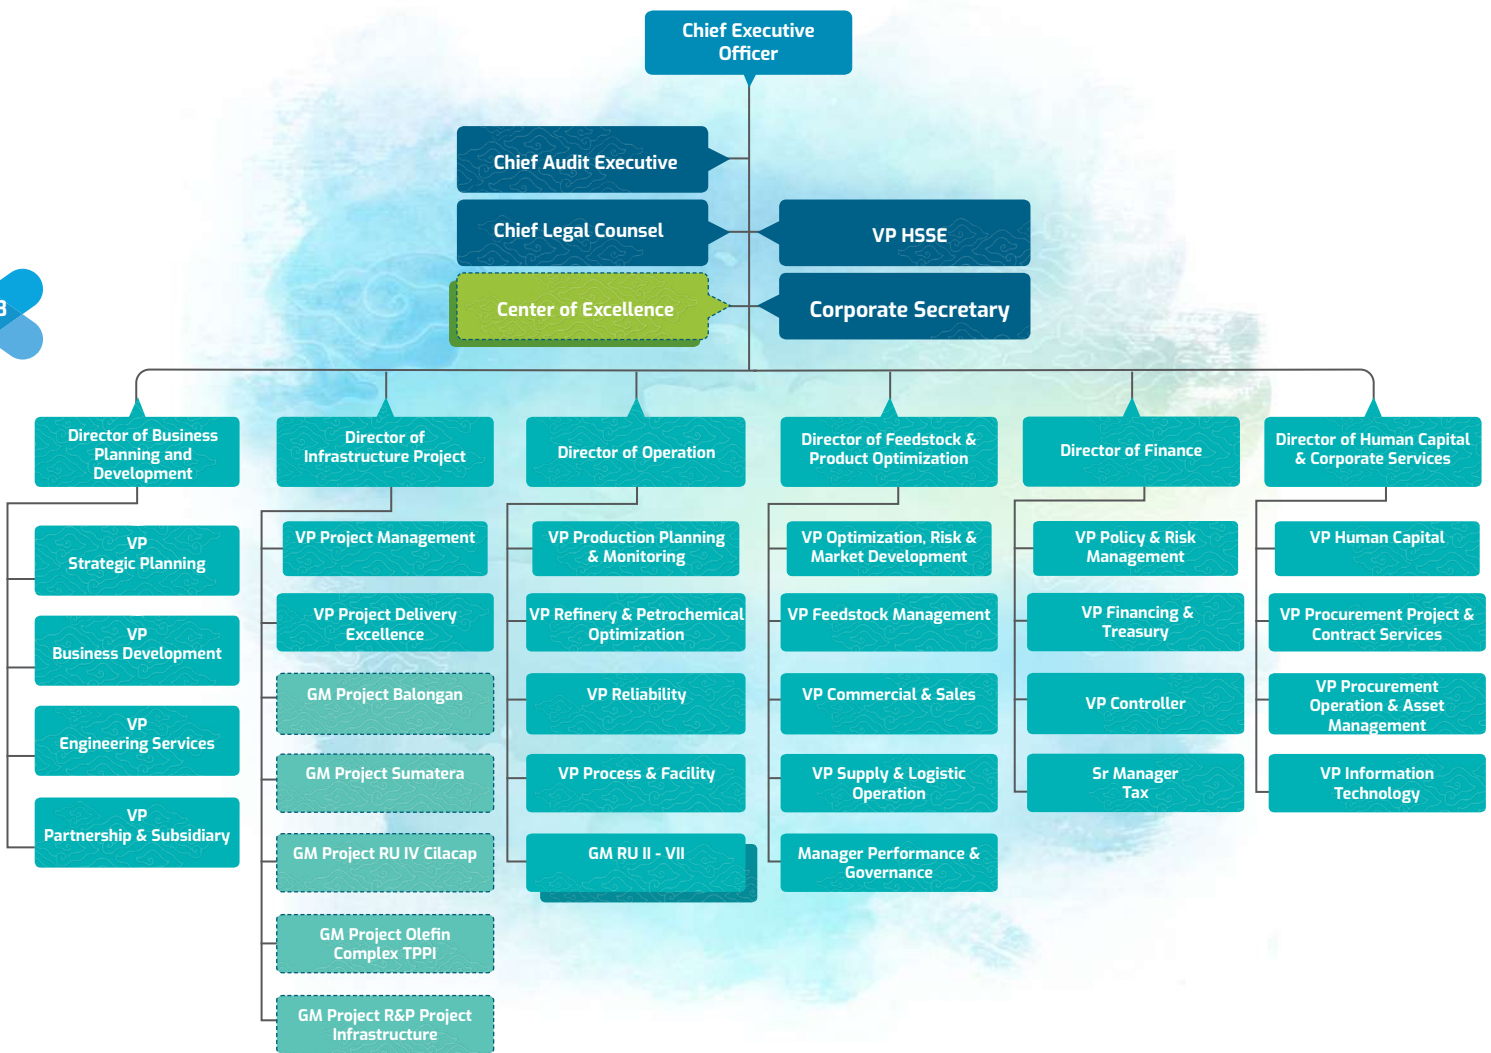 Chief Executive
Officer
Chief Audit Executive
Chief Legal Counsel
VP HSSE
Center of Excellence
Corporate Secretary
Director of Business
Planning and
Development
VP
Strategic Planning
VP
Business Development
VP
Engineering Services
VP
Partnership & Subsidiary
Director of
Infrastructure Project
VP Project Management
VP Project Delivery
Excellence
GM Project Balongan
GM Project Sumatera
GM Project RU IV Cilacap
GM Project Olefin
Complex TPPI
GM Project R&P Project
Infrastructure
Director of Operation
VP Production Planning
& Monitoring
VP Refinery & Petrochemical
Optimization
VP Reliability
VP Process & Facility
GM RU II - VII
Director of Feedstock &
Product Optimization
VP Optimization, Risk &
Market Development
VP Feedstock Management
VP Commercial & Sales
VP Supply & Logistic
Operation
Manager Performance &
Governance
Director of Finance
VP Policy & Risk
Management
VP Financing &
Treasury
VP Controller
Sr Manager
Tax
Director of Human Capital
& Corporate Services
VP Human Capital
VP Procurement Project &
Contract Services
VP Procurement
Operation & Asset
Management
VP Information
Technology